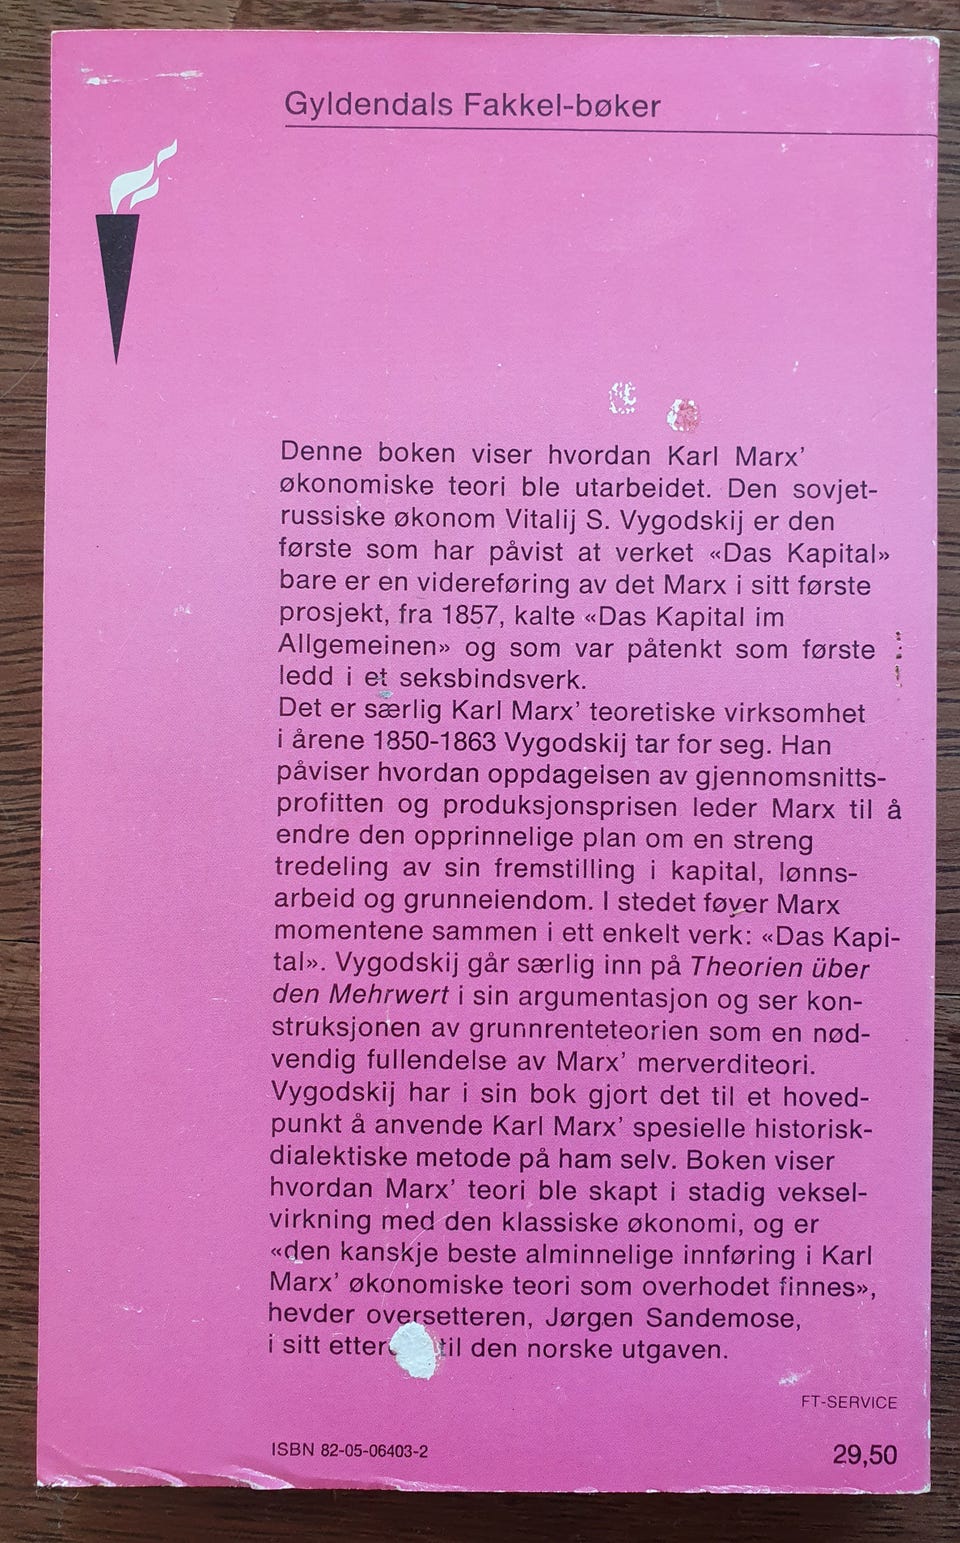 Gyldendals Fakkel-bøker
Denne boken viser hvordan Karl Marx'
økonomiske teori ble utarbeidet. Den sovjet-
russiske økonom Vitalij S. Vygodskij er den
første som har påvist at verket «Das Kapital»
bare er en videreføring av det Marx i sitt første
prosjekt, fra 1857, kalte «Das Kapital im
Allgemeinen» og som var påtenkt som første
ledd i et seksbindsverk.
Det er særlig Karl Marx' teoretiske virksomhet
i årene 1850-1863 Vygodskij tar for seg. Han
påviser hvordan oppdagelsen av gjennomsnitts-
profitten og produksjonsprisen leder Marx til å
endre den opprinnelige plan om en streng
tredeling av sin fremstilling i kapital, lønns-
arbeid og grunneiendom. I stedet føyer Marx
momentene sammen i ett enkelt verk: «Das Kapi-
tal». Vygodskij går særlig inn på Theorien über
den Mehrwert i sin argumentasjon og ser kon-
struksjonen av grunnrenteteorien som en nød-
vendig fullendelse av Marx' merverditeori.
Vygodskij har i sin bok gjort det til et hoved-
punkt å anvende Karl Marx' spesielle historisk-
dialektiske metode på ham selv. Boken viser
hvordan Marx' teori ble skapt i stadig veksel-
virkning med den klassiske økonomi, og er
«den kanskje beste alminnelige innføring i Karl
Marx' økonomiske teori som overhodet finnes»,
hevder oversetteren, Jørgen Sandemose,
i sitt etter til den norske utgaven.
FT-SERVICE
ISBN 82-05-06403-2
29,50